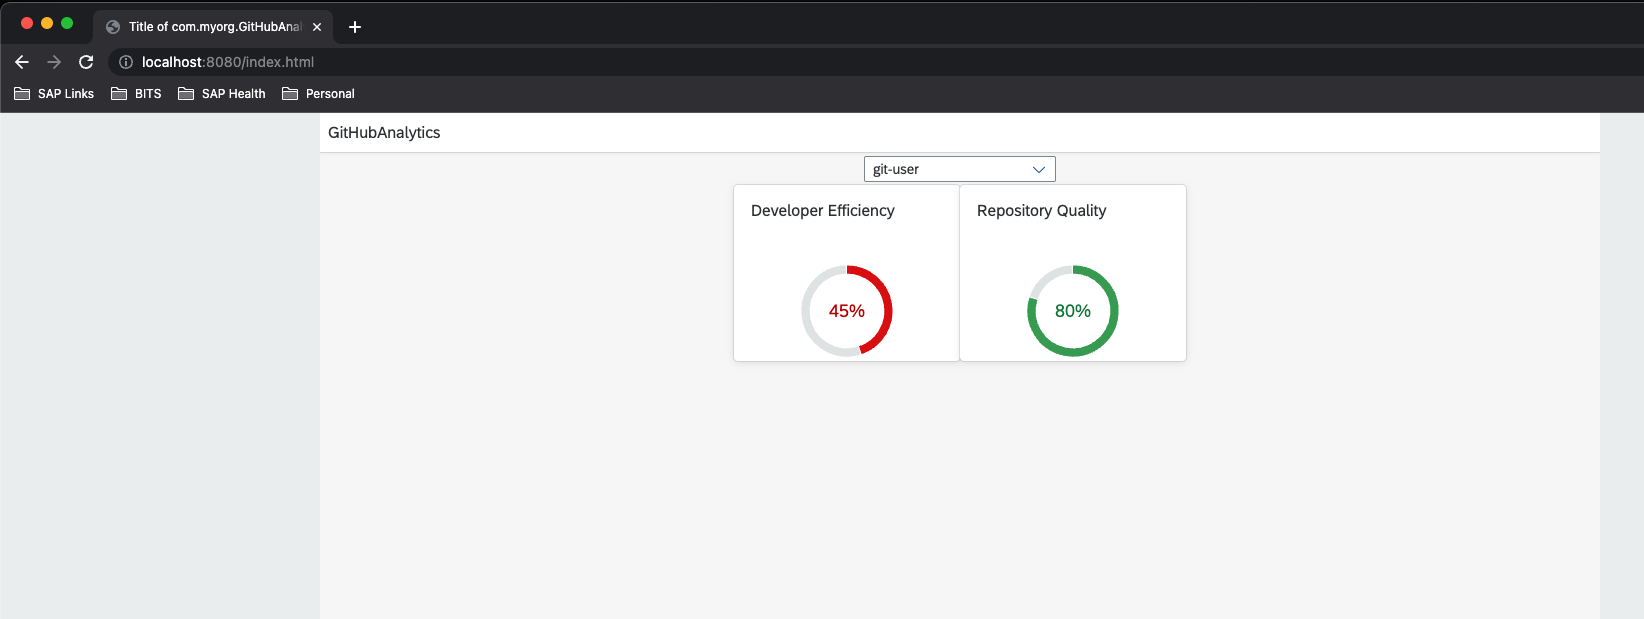 Title of com.myorg.GitHubAnal
localhost:8080/index.html
SAP Links BITS SAP Health Personal
GitHubAnalytics
git-user
Developer Efficiency Repository Quality
45% 80%